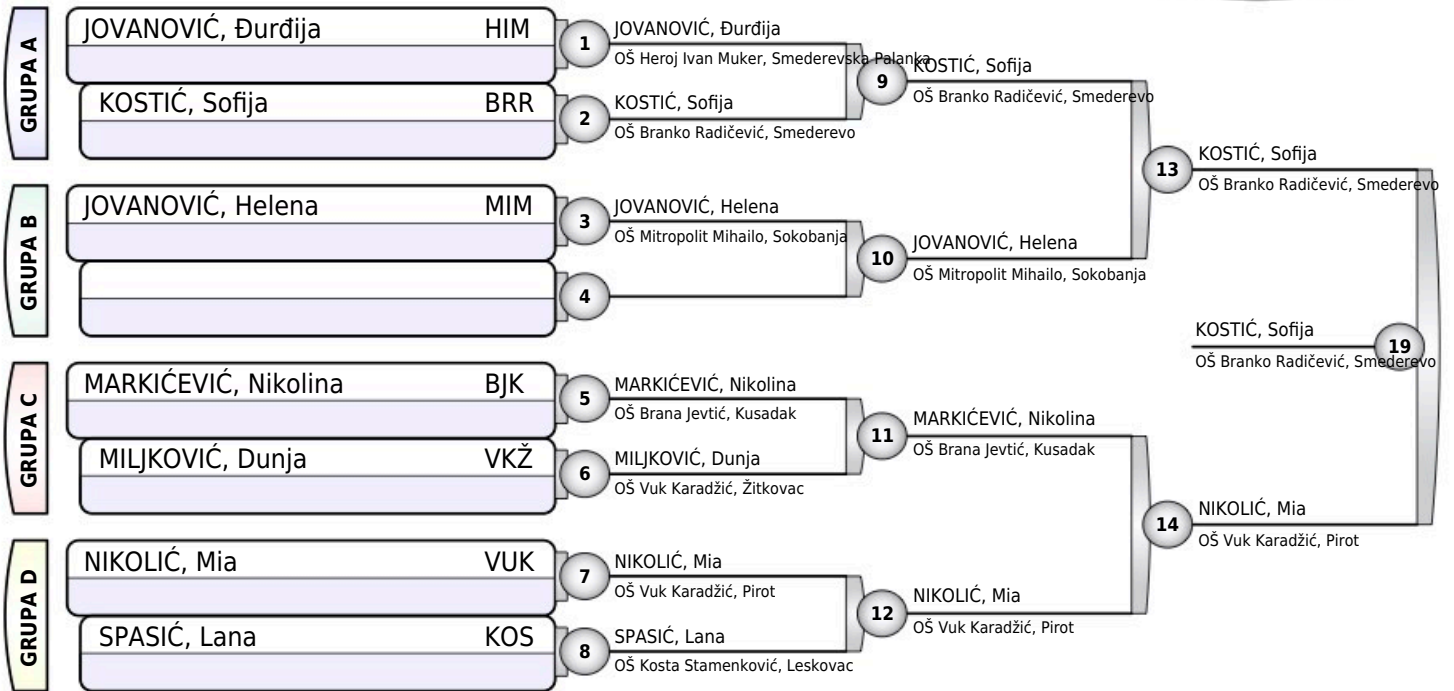 GRUPA A
JOVANOVIĆ, Đurđija HIM
KOSTIĆ, Sofija BRR
GRUPA B
JOVANOVIĆ, Helena MIM
GRUPA C
MARKIĆEVIĆ, Nikolina BJK
MILJKOVIĆ, Dunja VKŽ
GRUPA D
NIKOLIĆ, Mia VUK
SPASIĆ, Lana KOS
1
JOVANOVIĆ, Đurđija
OŠ Heroj Ivan Muker, Smederevska Palanka
2
KOSTIĆ, Sofija
OŠ Branko Radičević, Smederevo
3
JOVANOVIĆ, Helena
OŠ Mitropolit Mihailo, Sokobanja
4
5
MARKIĆEVIĆ, Nikolina
OŠ Brana Jevtić, Kusadak
6
MILJKOVIĆ, Dunja
OŠ Vuk Karadžić, Žitkovac
7
NIKOLIĆ, Mia
OŠ Vuk Karadžić, Pirot
8
SPASIĆ, Lana
OŠ Kosta Stamenković, Leskovac
9
KOSTIĆ, Sofija
OŠ Branko Radičević, Smederevo
10
JOVANOVIĆ, Helena
OŠ Mitropolit Mihailo, Sokobanja
11
MARKIĆEVIĆ, Nikolina
OŠ Brana Jevtić, Kusadak
12
NIKOLIĆ, Mia
OŠ Vuk Karadžić, Pirot
13
KOSTIĆ, Sofija
OŠ Branko Radičević, Smederevo
14
NIKOLIĆ, Mia
OŠ Vuk Karadžić, Pirot
KOSTIĆ, Sofija
OŠ Branko Radičević, Smederevo
19